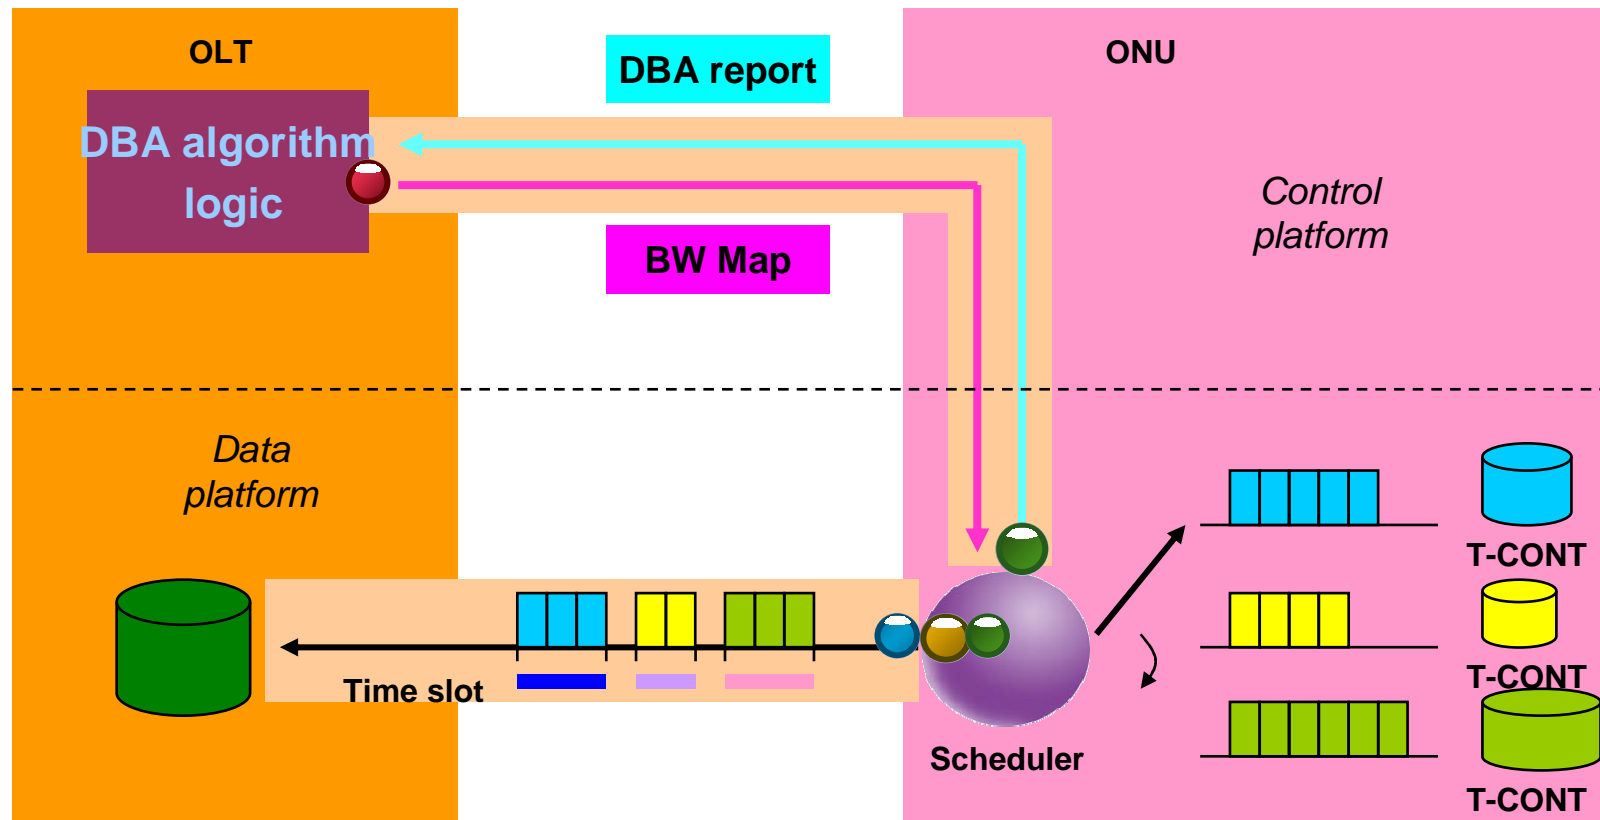 OLT
ONU
DBA report
DBA algorithm
logic
BW Map
Control
platform
Data
platform
Time slot
Scheduler
T-CONT
T-CONT
T-CONT